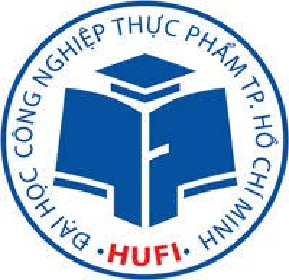 ĐẠI HỌC CÔNG NGHIỆP THỰC PHẨM TP. HỒ CHÍ MINH
• HUFI •